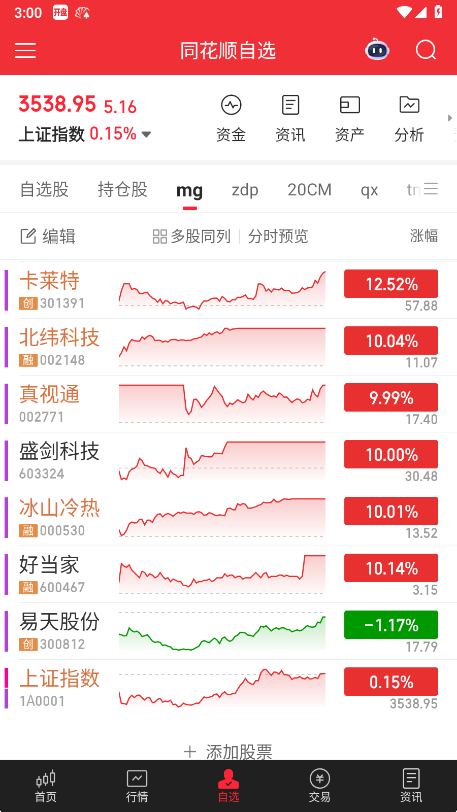 3:00 开盘
同花顺自选
3538.95 5.16
上证指数 0.15%
资金 资讯 资产 分析
自选股 持仓股 mg zdp 20CM qx
编辑 多股同列 分时预览 涨幅
卡莱特 12.52%
创 301391 57.88
北纬科技 10.04%
融 002148 11.07
真视通 9.99%
002771 17.40
盛剑科技 10.00%
603324 30.48
冰山冷热 10.01%
融 000530 13.52
好当家 10.14%
融 600467 3.15
易天股份 -1.17%
创 300812 17.79
上证指数 0.15%
1A0001 3538.95
+ 添加股票
首页 行情 自选 交易 资讯